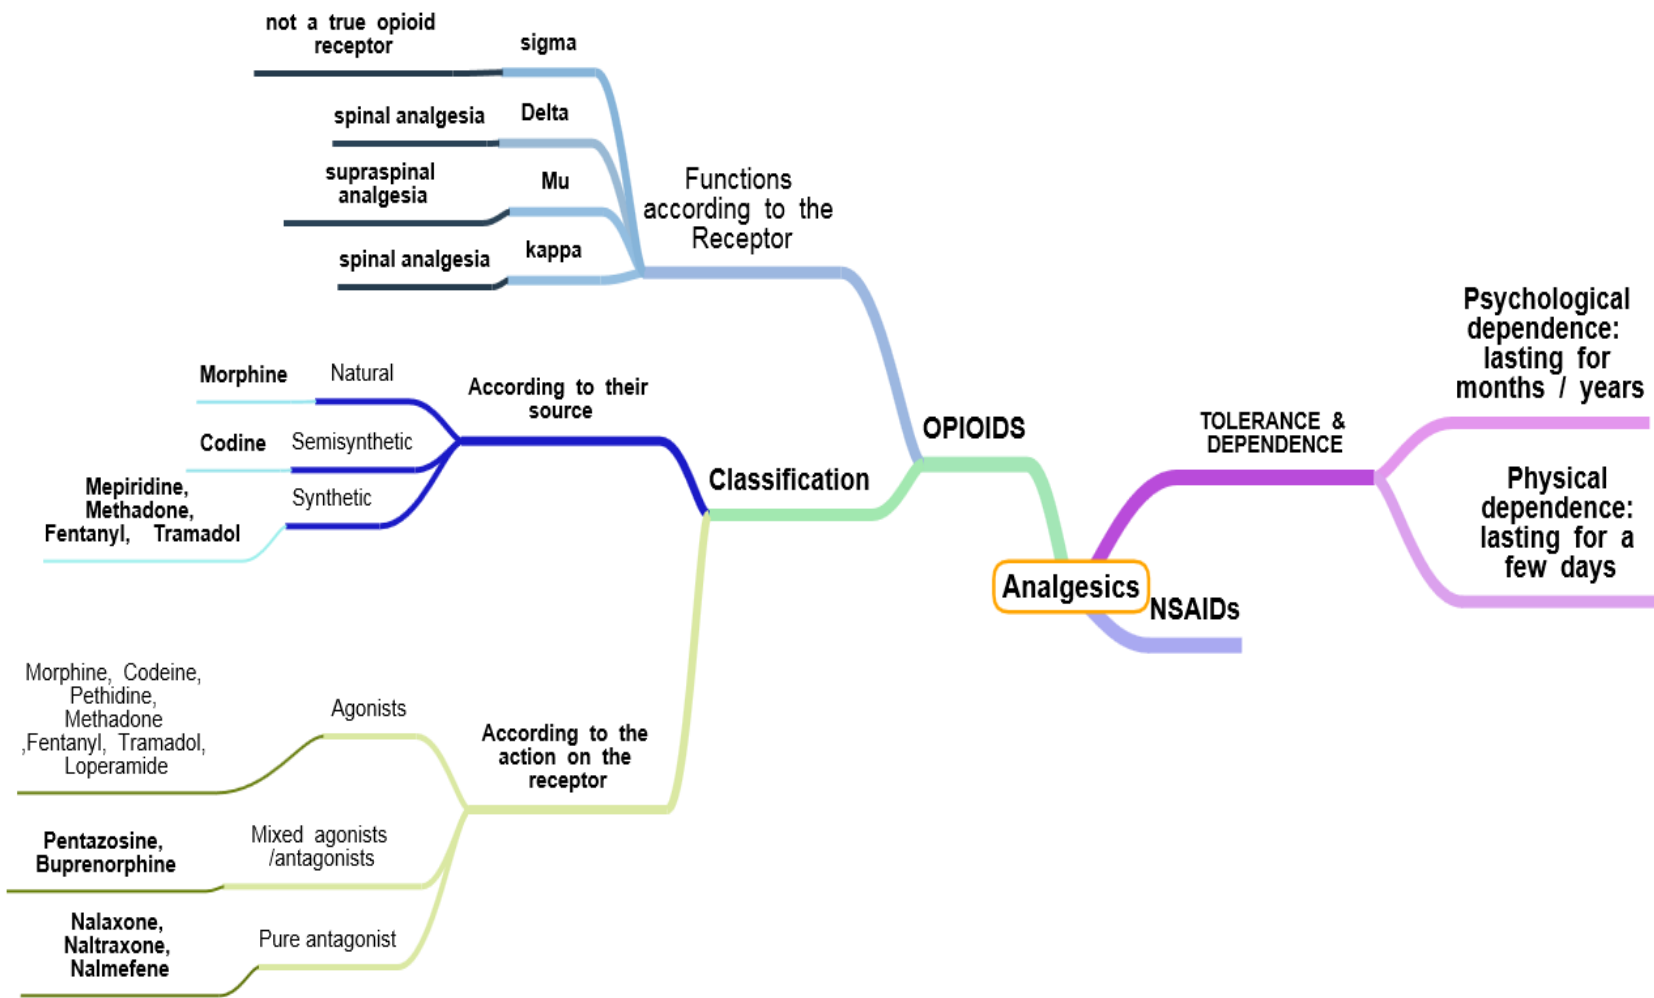 not a true opioid
receptor
sigma
spinal analgesia
Delta
supraspinal
analgesia
Mu
spinal analgesia
kappa
Functions
according to the
Receptor
Morphine
Natural
Codine
Semisynthetic
Mepiridine,
Methadone,
Fentanyl, Tramadol
Synthetic
According to their
source
Classification
OPIOIDS
Morphine, Codeine,
Pethidine,
Methadone
,Fentanyl, Tramadol,
Loperamide
Agonists
Pentazosine,
Buprenorphine
Mixed agonists
/antagonists
Nalaxone,
Naltraxone,
Nalmefene
Pure antagonist
According to the
action on the
receptor
Analgesics
NSAIDs
TOLERANCE &
DEPENDENCE
Psychological
dependence:
lasting for
months / years
Physical
dependence:
lasting for a
few days